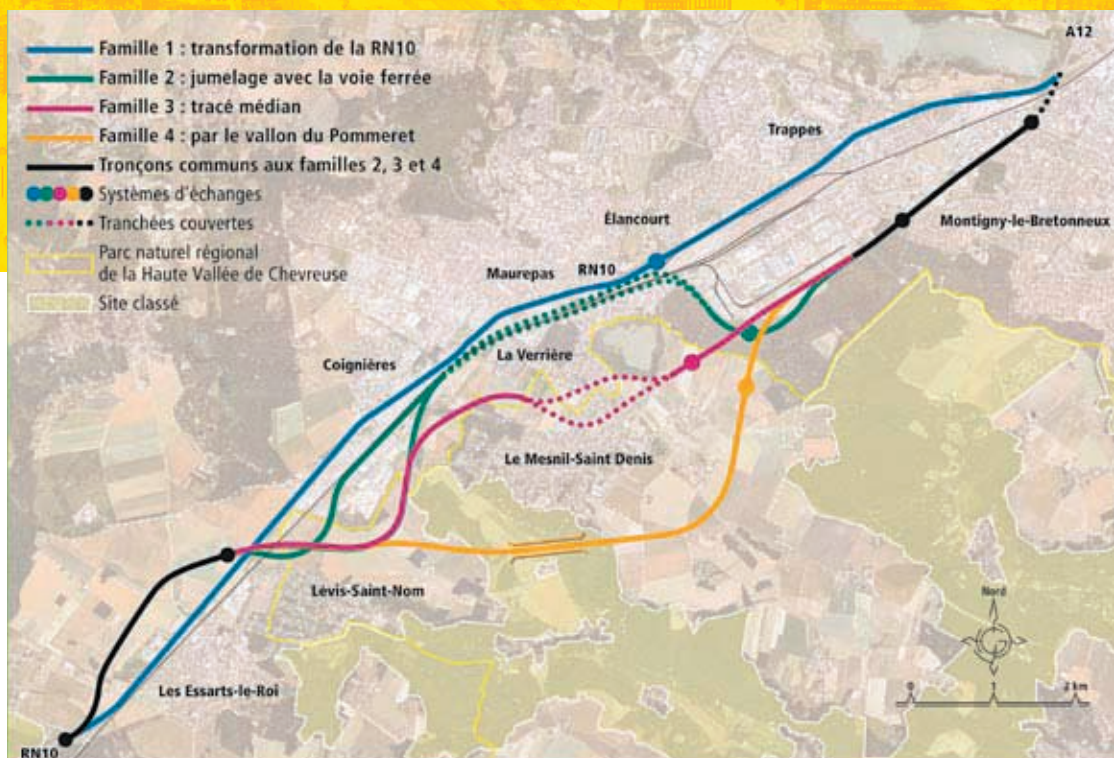 Famille 1 : transformation de la RN10
Famille 2 : jumelage avec la voie ferrée
Famille 3 : tracé médian
Famille 4 : par le vallon du Pommeret
Tronçons communs aux familles 2, 3 et 4
Systèmes d'échanges
Tranchées couvertes
Parc naturel régional
de la Haute Vallée de Chevreuse
Site classé
A12
Trappes
Montigny-le-Bretonneux
Élancourt
RN10
Maurepas
La Verrière
Coignières
Le Mesnil-Saint Denis
Lévis-Saint-Nom
Les Essarts-le-Roi
RN10
Nord
0 1 2 km